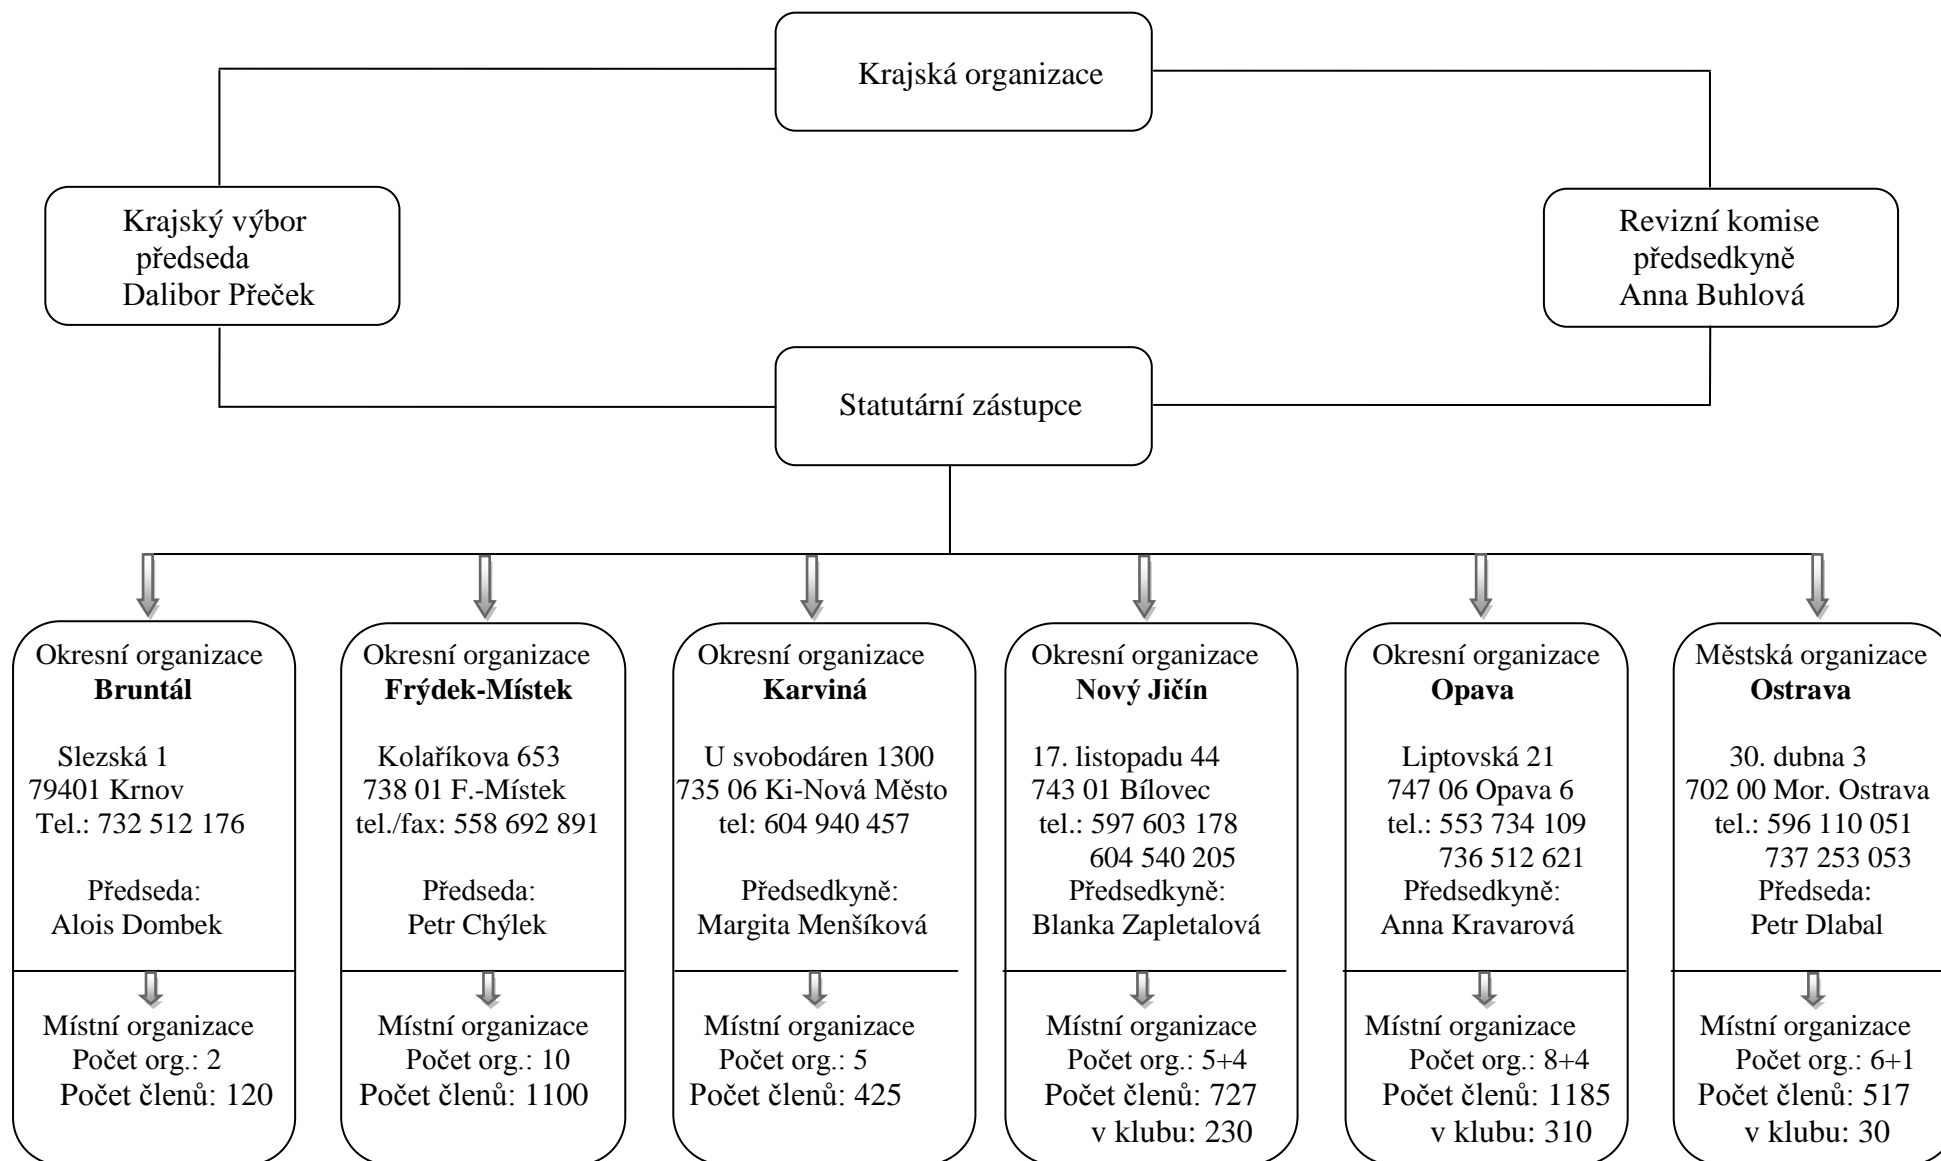 Krajská organizace
Krajský výbor
předseda
Dalibor Přeček
Revizní komise
předsedkyně
Anna Buhlová
Statutární zástupce
Okresní organizace
Bruntál
Slezská 1
79401 Krnov
Tel.: 732 512 176
Předseda:
Alois Dombek
Místní organizace
Počet org.: 2
Počet členů: 120
Okresní organizace
Frýdek-Místek
Kolaříkova 653
738 01 F.-Místek
tel./fax: 558 692 891
Předseda:
Petr Chýlek
Místní organizace
Počet org.: 10
Počet členů: 1100
Okresní organizace
Karviná
U svobodáren 1300
735 06 Ki-Nová Město
tel: 604 940 457
Předsedkyně:
Margita Menšíková
Místní organizace
Počet org.: 5
Počet členů: 425
Okresní organizace
Nový Jičín
17. listopadu 44
743 01 Bílovec
tel.: 597 603 178
604 540 205
Předsedkyně:
Blanka Zapletalová
Místní organizace
Počet org.: 5+4
Počet členů: 727
v klubu: 230
Okresní organizace
Opava
Liptovská 21
747 06 Opava 6
tel.: 553 734 109
736 512 621
Předsedkyně:
Anna Kravarová
Místní organizace
Počet org.: 8+4
Počet členů: 1185
v klubu: 310
Městská organizace
Ostrava
30. dubna 3
702 00 Mor. Ostrava
tel.: 596 110 051
737 253 053
Předseda:
Petr Dlabal
Místní organizace
Počet org.: 6+1
Počet členů: 517
v klubu: 30